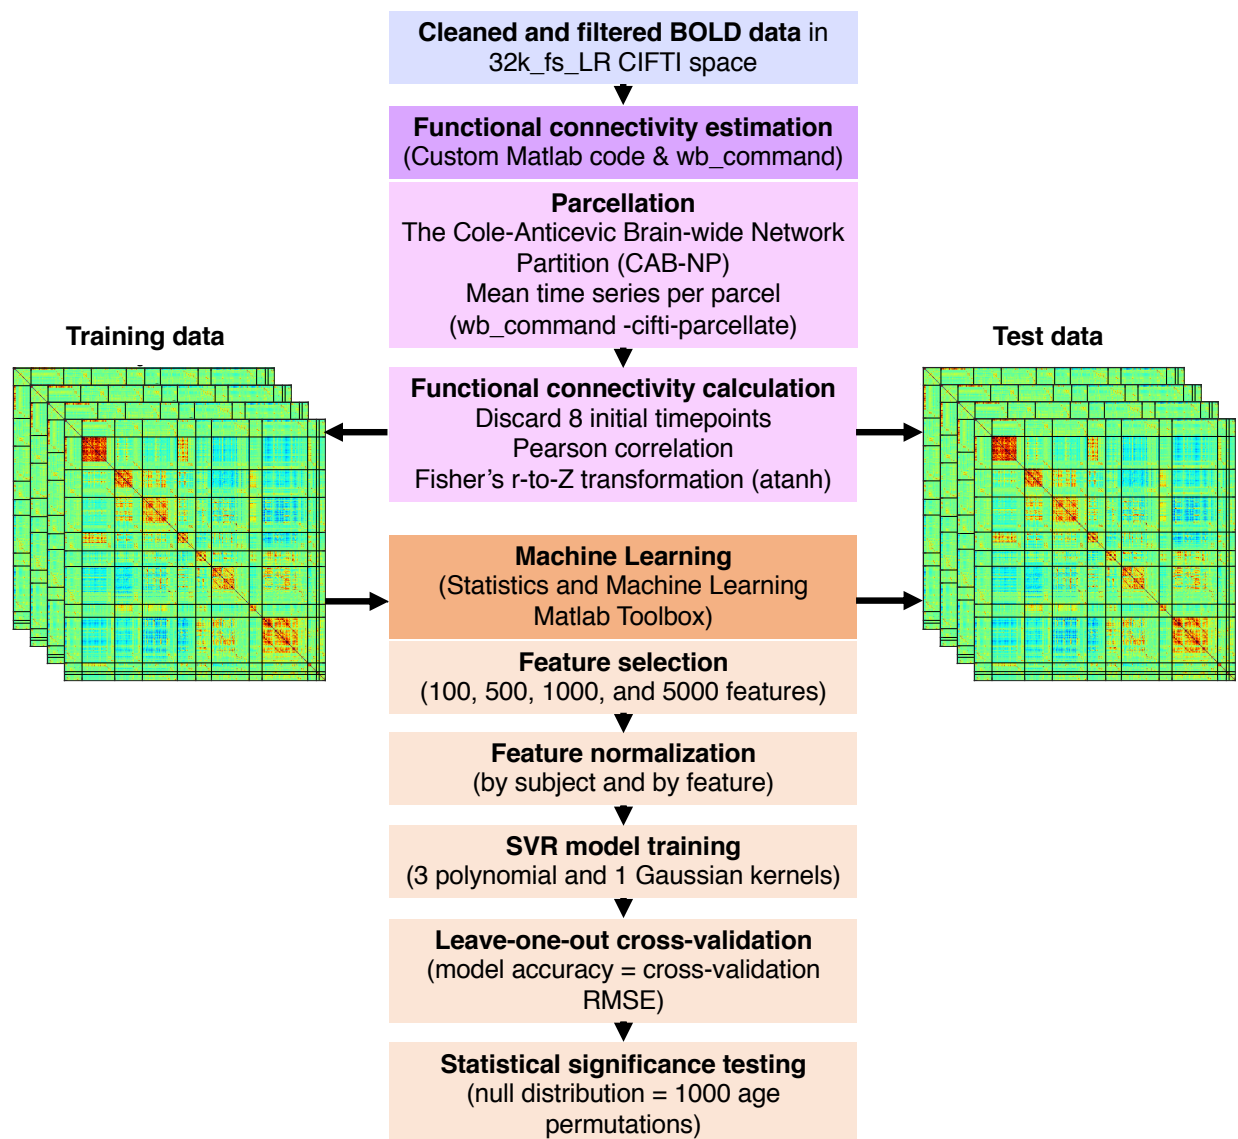 Cleaned and filtered BOLD data in
32k_fs_LR CIFTI space
Functional connectivity estimation
(Custom Matlab code & wb_command)
Parcellation
The Cole-Anticevic Brain-wide Network
Partition (CAB-NP)
Mean time series per parcel
(wb_command -cifti-parcellate)
Training data
Test data
Functional connectivity calculation
Discard 8 initial timepoints
Pearson correlation
Fisher's r-to-Z transformation (atanh)
Machine Learning
(Statistics and Machine Learning
Matlab Toolbox)
Feature selection
(100, 500, 1000, and 5000 features)
Feature normalization
(by subject and by feature)
SVR model training
(3 polynomial and 1 Gaussian kernels)
Leave-one-out cross-validation
(model accuracy = cross-validation
RMSE)
Statistical significance testing
(null distribution = 1000 age
permutations)